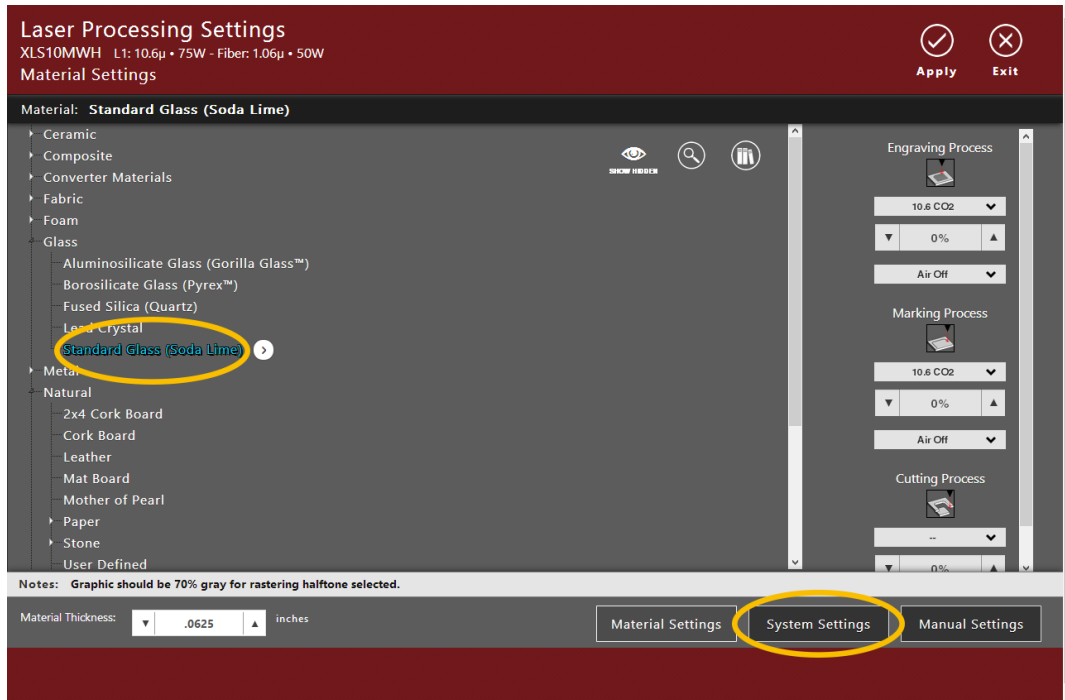 Laser Processing Settings
XLS10MWH L1: 10.6µ • 75W - Fiber: 1.06µ • 50W
Material Settings
Apply
Exit
Material: Standard Glass (Soda Lime)
Ceramic
Composite
Converter Materials
Fabric
Foam
Glass
Aluminosilicate Glass (Gorilla Glass™)
Borosilicate Glass (Pyrex™)
Fused Silica (Quartz)
Lead Crystal
Standard Glass (Soda Lime)
Metal
Natural
2x4 Cork Board
Cork Board
Leather
Mat Board
Mother of Pearl
Paper
Stone
User Defined
SHOW HIDDEN
Engraving Process
10.6 CO2
0%
Air Off
Marking Process
10.6 CO2
0%
Air Off
Cutting Process
--
0%
Notes: Graphic should be 70% gray for rastering halftone selected.
Material Thickness: .0625 inches
Material Settings
System Settings
Manual Settings